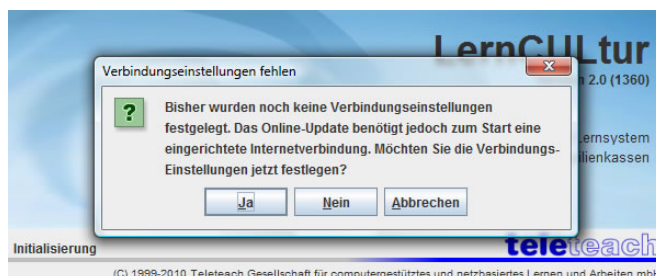 LernCULtur
Verbindungseinstellungen fehlen
2.0 (1360)
Bisher wurden noch keine Verbindungseinstellungen
festgelegt. Das Online-Update benötigt jedoch zum Start eine
eingerichtete Internetverbindung. Möchten Sie die Verbindungs-
Einstellungen jetzt festlegen?
Ja Nein Abbrechen
Initialisierung
teleteach
(C) 1999-2010 Teleteach Gesellschaft für computergestütztes und netzbasiertes Lernen und Arbeiten mbH